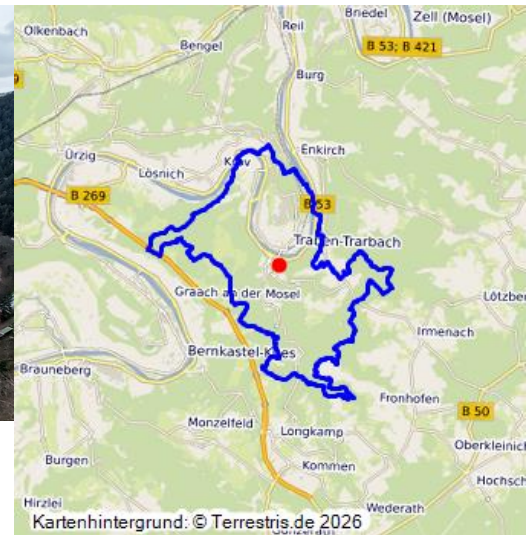 Olkenbach
Bengel
Reil
Briedel
Zell (Mosel)
B 53; B 421
Burg
Ürzig
Lösnich
Enkirch
B 269
B 53
Traben-Trarbach
Graach an der Mosel
Lötzbe
Irmenach
Brauneberg
Bernkastel-Kues
Fronhofen
B 50
Monzelfeld
Longkamp
Oberkleinich
Burgen
Kommen
Hochsch
Hirzlei
Wederath
Kartenhintergrund: © Terrestris.de 2026